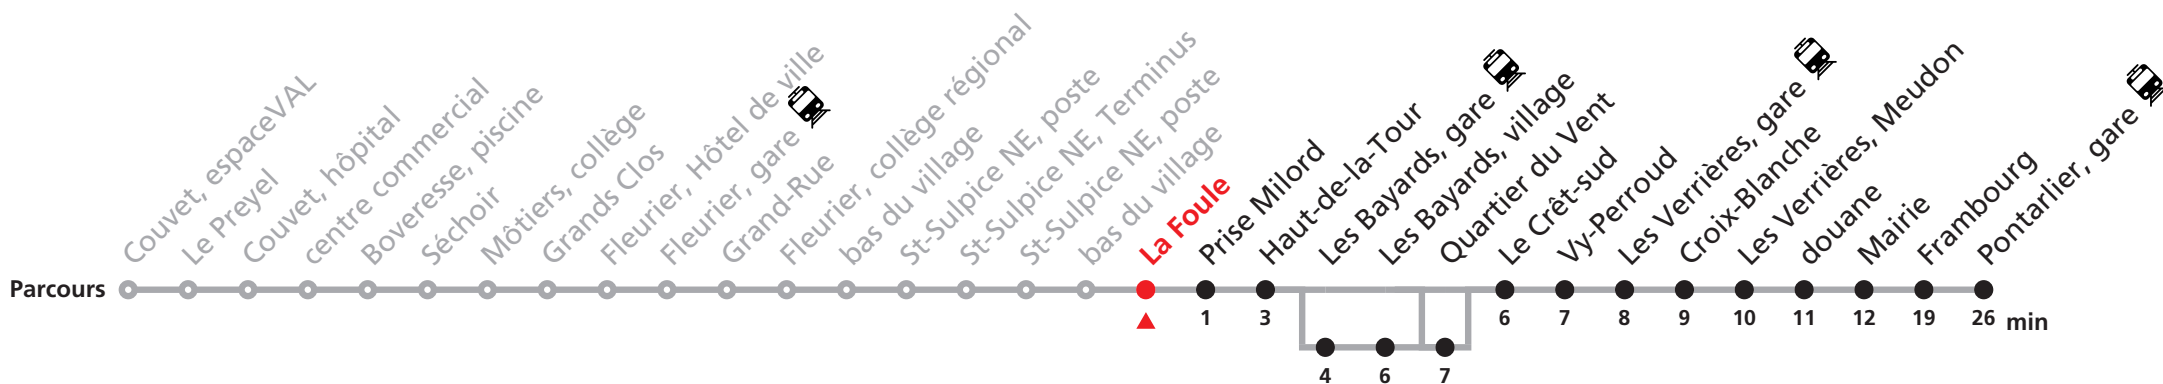 Couvet, espaceVAL
Le Preyel
Couvet, hôpital
centre commercial
Boveresse, piscine
Séchoir
Môtiers, collège
Grands Clos
Fleurier, Hôtel de ville
Fleurier, gare
Grand-Rue
Fleurier, collège régional
bas du village
St-Sulpice NE, poste
St-Sulpice NE, Terminus
St-Sulpice NE, poste
bas du village
La Foule
Prise Milord
Haut-de-la-Tour
Les Bayards, gare
Les Bayards, village
Quartier du Vent
Le Crêt-sud
Vy-Perroud
Les Verrières, gare
Croix-Blanche
Les Verrières, Meudon
douane
Mairie
Frambourg
Pontarlier, gare
Parcours
1 3 6 7 8 9 10 11 12 19 26 min
4 6 7